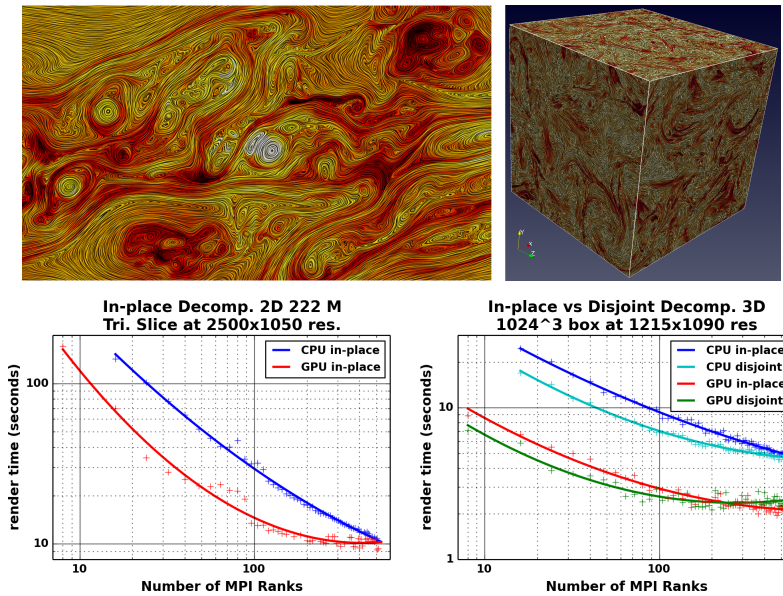 Y
X
Z
In-place Decomp. 2D 222 M
Tri. Slice at 2500x1050 res.
CPU in-place
GPU in-place
render time (seconds)
100
10
10
100
Number of MPI Ranks
In-place vs Disjoint Decomp. 3D
1024^3 box at 1215x1090 res
CPU in-place
CPU disjoint
GPU in-place
GPU disjoint
render time (seconds)
10
1
10
100
Number of MPI Ranks